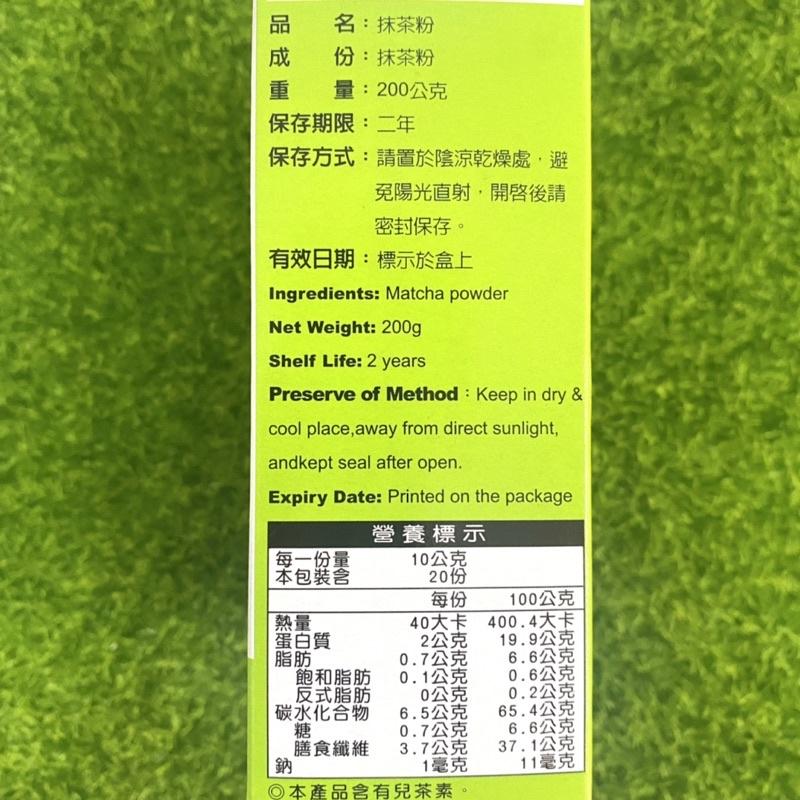 品　　名：抹茶粉
成　　份：抹茶粉
重　　量：200公克
保存期限：二年
保存方式：請置於陰涼乾燥處，避
免陽光直射，開啓後請
密封保存。
有效日期：標示於盒上
Ingredients: Matcha powder
Net Weight: 200g
Shelf Life: 2 years
Preserve of Method：Keep in dry &
cool place,away from direct sunlight,
andkept seal after open.
Expiry Date: Printed on the package
營養標示
每一份量 10公克
本包裝含 20份
每份 100公克
熱量 40大卡 400.4大卡
蛋白質 2公克 19.9公克
脂肪 0.7公克 6.6公克
飽和脂肪 0.1公克 0.6公克
反式脂肪 0公克 0.2公克
碳水化合物 6.5公克 65.4公克
糖 0.7公克 6.6公克
膳食纖維 3.7公克 37.1公克
鈉 1毫克 11毫克
◎本產品含有兒茶素。